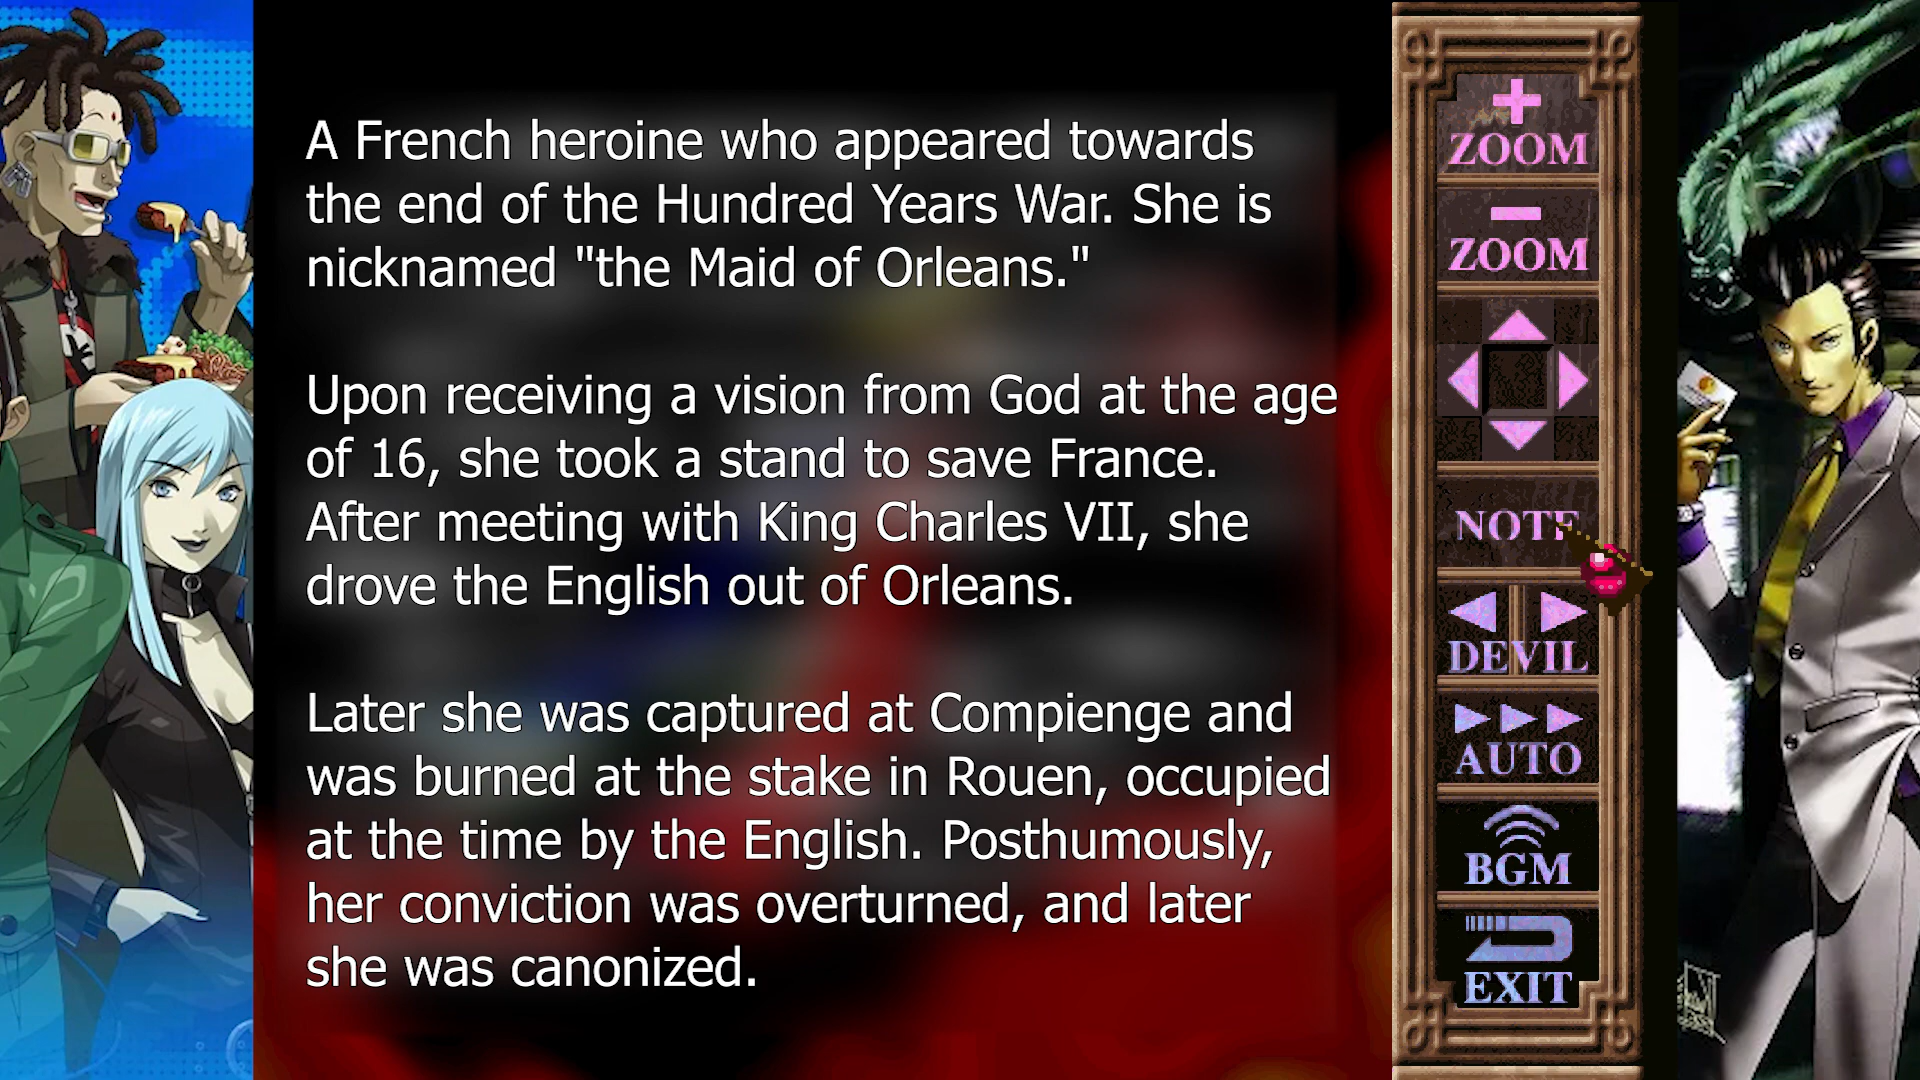 A French heroine who appeared towards
the end of the Hundred Years War. She is
nicknamed "the Maid of Orleans."
Upon receiving a vision from God at the age
of 16, she took a stand to save France.
After meeting with King Charles VII, she
drove the English out of Orleans.
Later she was captured at Compienge and
was burned at the stake in Rouen, occupied
at the time by the English. Posthumously,
her conviction was overturned, and later
she was canonized.
ZOOM
ZOOM
NOTE
DEVIL
AUTO
BGM
EXIT